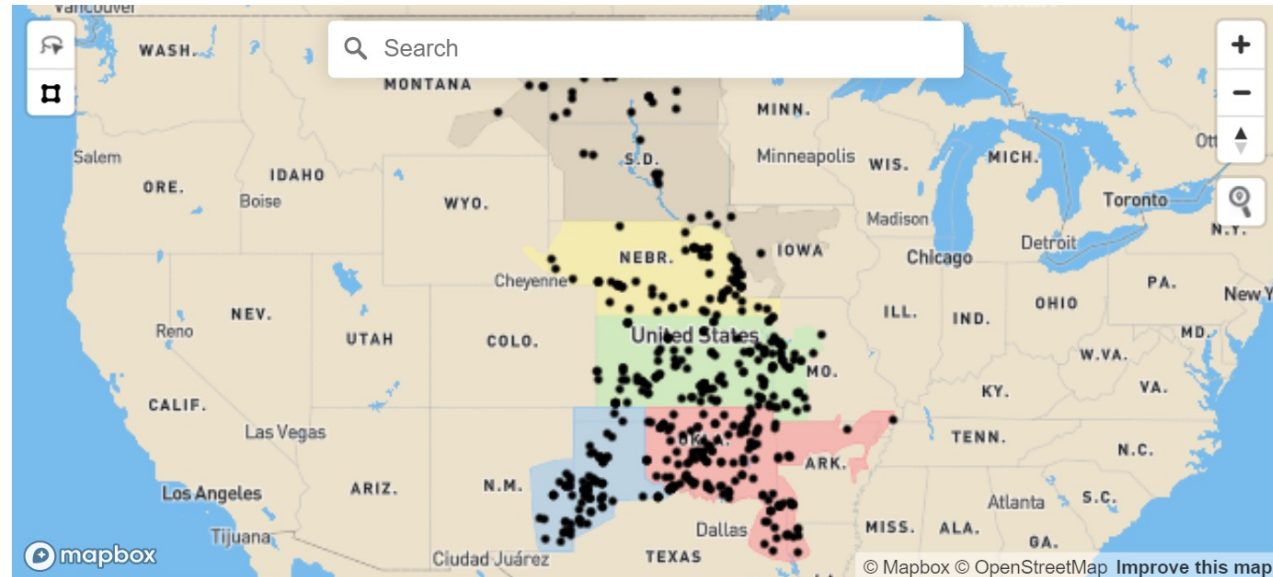 Vancouver
Search
WASH.
MONTANA
MINN.
Ott
Salem
S.D.
Minneapolis
WIS.
MICH.
IDAHO
ORE.
Boise
WYO.
Toronto
Madison
N.Y.
Detroit
IOWA
NEBR.
Chicago
Cheyenne
PA.
New Y
NEV.
OHIO
ILL.
IND.
Reno
UTAH
COLO.
United States
MD.
W.VA.
MO.
KY.
VA.
CALIF.
Las Vegas
OKLA.
TENN.
N.C.
ARK.
Los Angeles
ARIZ.
N.M.
Atlanta
S.C.
Tijuana
Dallas
MISS.
ALA.
GA.
mapbox
Ciudad Juárez
TEXAS
© Mapbox © OpenStreetMap Improve this map